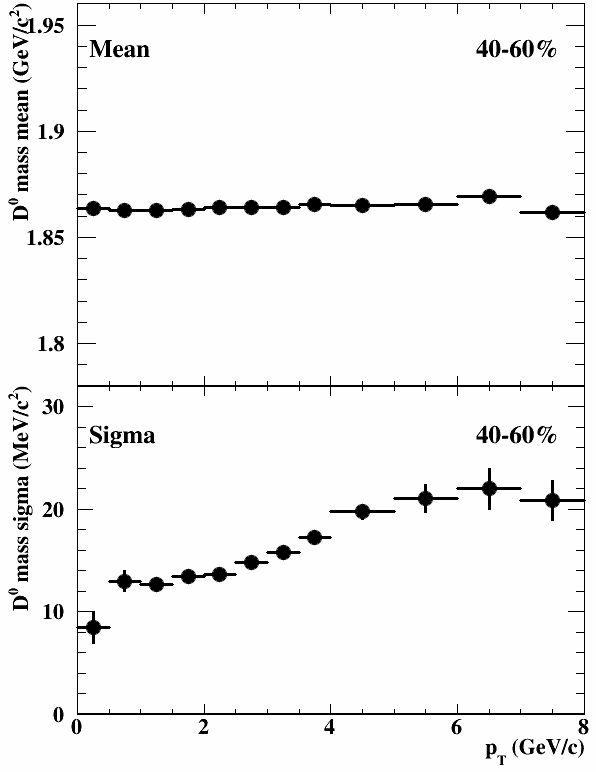 D⁰ mass mean (GeV/c²)
1.95
Mean 40-60%
1.9
1.85
1.8
D⁰ mass sigma (MeV/c²)
30
Sigma 40-60%
20
10
0
0 2 4 6 8
p_T (GeV/c)